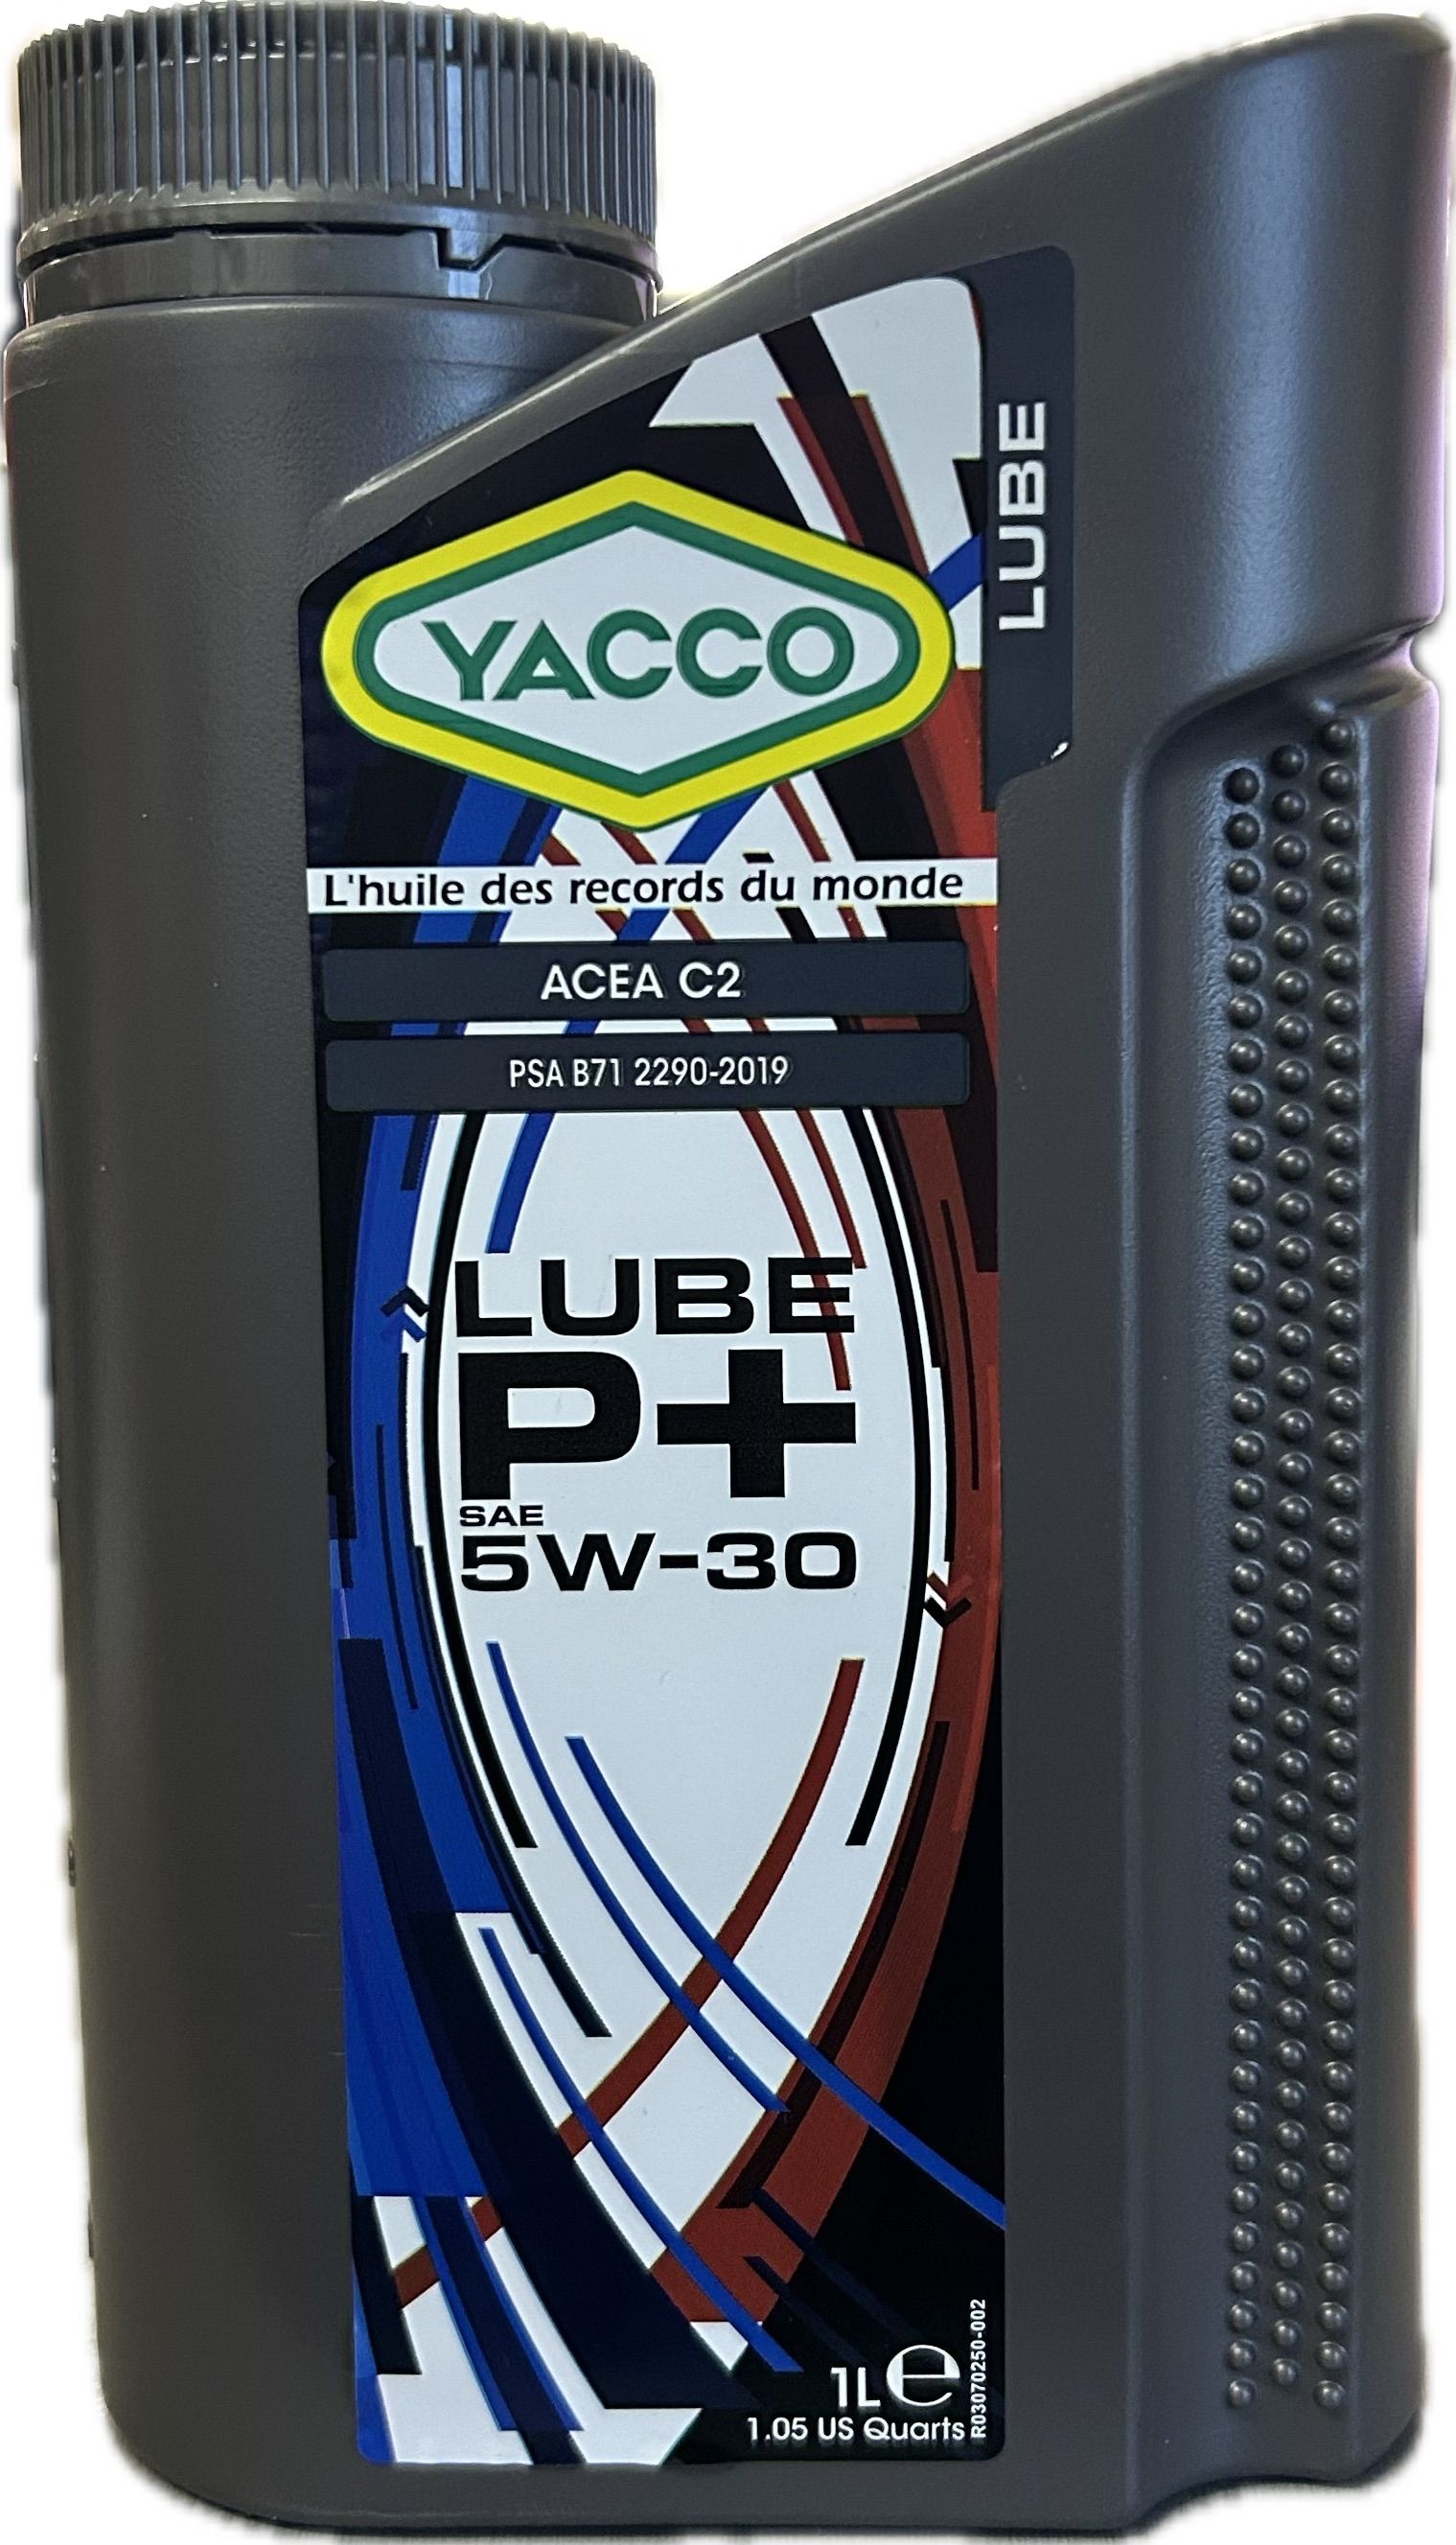 YACCO
LUBE
L'huile des records du monde
ACEA C2
PSA B71 2290-2019
LUBE
P+
SAE
5W-30
1L e
1.05 US Quarts
R03070250-002